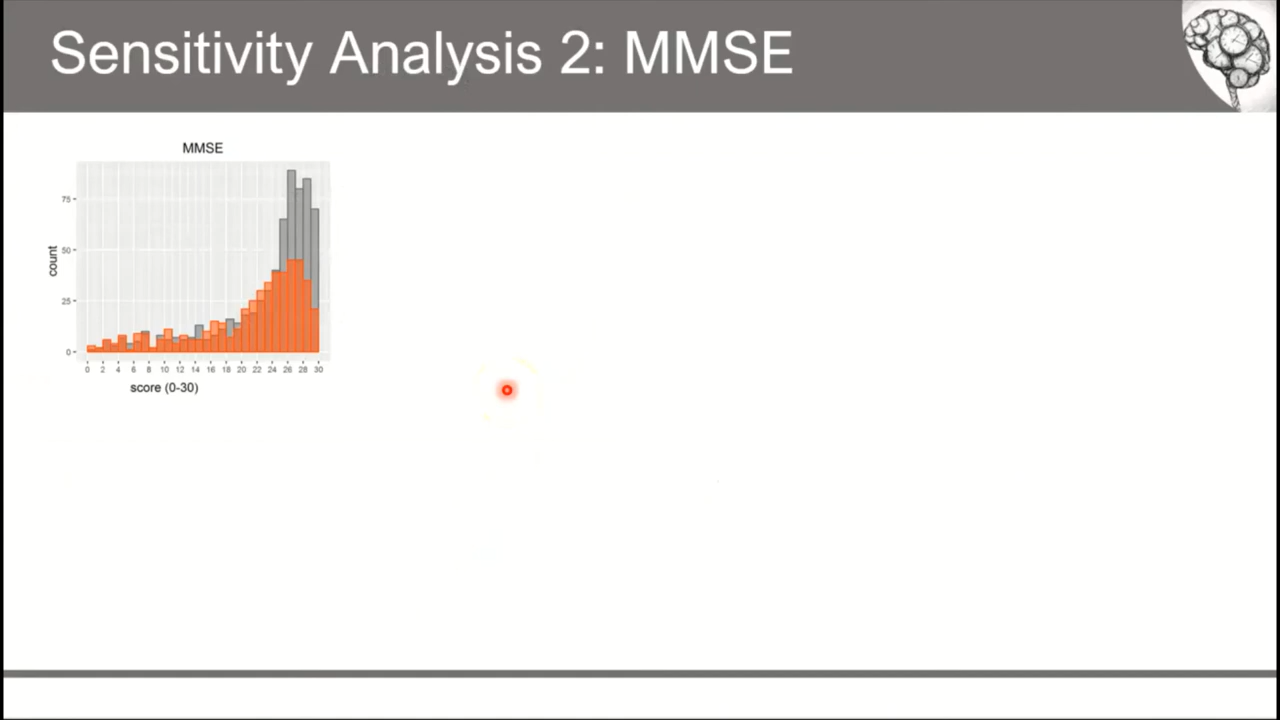 Sensitivity Analysis 2: MMSE
MMSE
count
75
50
25
0
0 2 4 6 8 10 12 14 16 18 20 22 24 26 28 30
score (0-30)